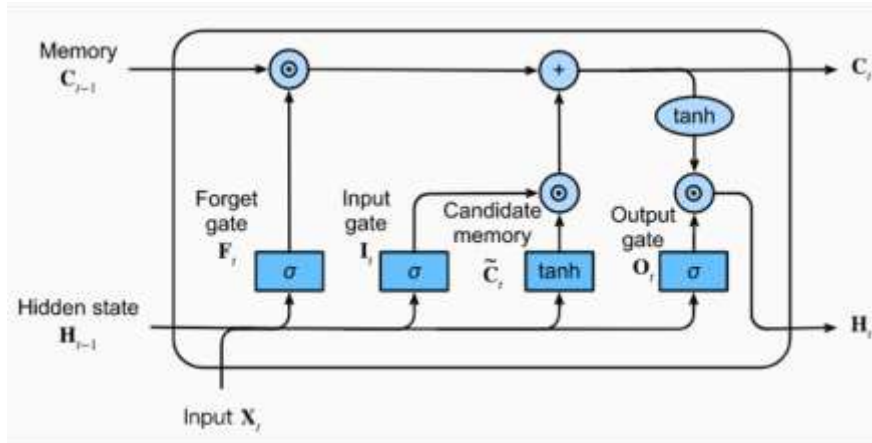 Memory
C_{t-1}
C_t
tanh
Forget gate
F_t
Input gate
I_t
Candidate memory
C̃_t
Output gate
O_t
σ
σ
tanh
σ
Hidden state
H_{t-1}
H_t
Input X_t
⊙
+
⊙
⊙